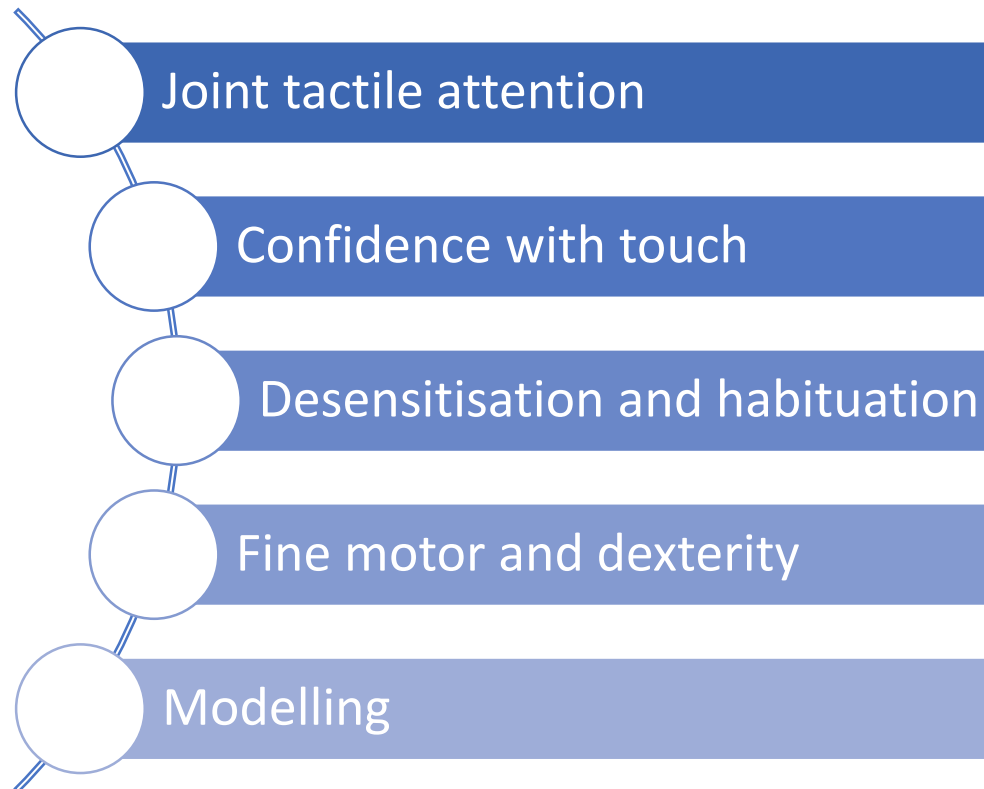 Joint tactile attention
Confidence with touch
Desensitisation and habituation
Fine motor and dexterity
Modelling